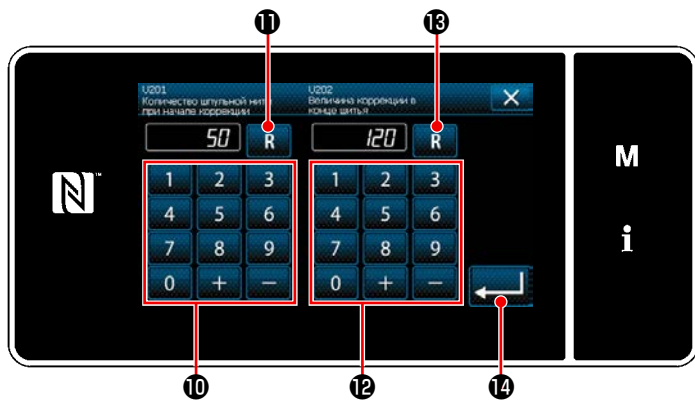 ⓫ ⓭
U201
Количество шпульной нити
при начале коррекции
U202
Величина коррекции в
конце шитья
50 R 120 R
1 2 3 1 2 3
4 5 6 4 5 6
7 8 9 7 8 9
0 + − 0 + −
N™
M
i
❿ ⓬ ⓮